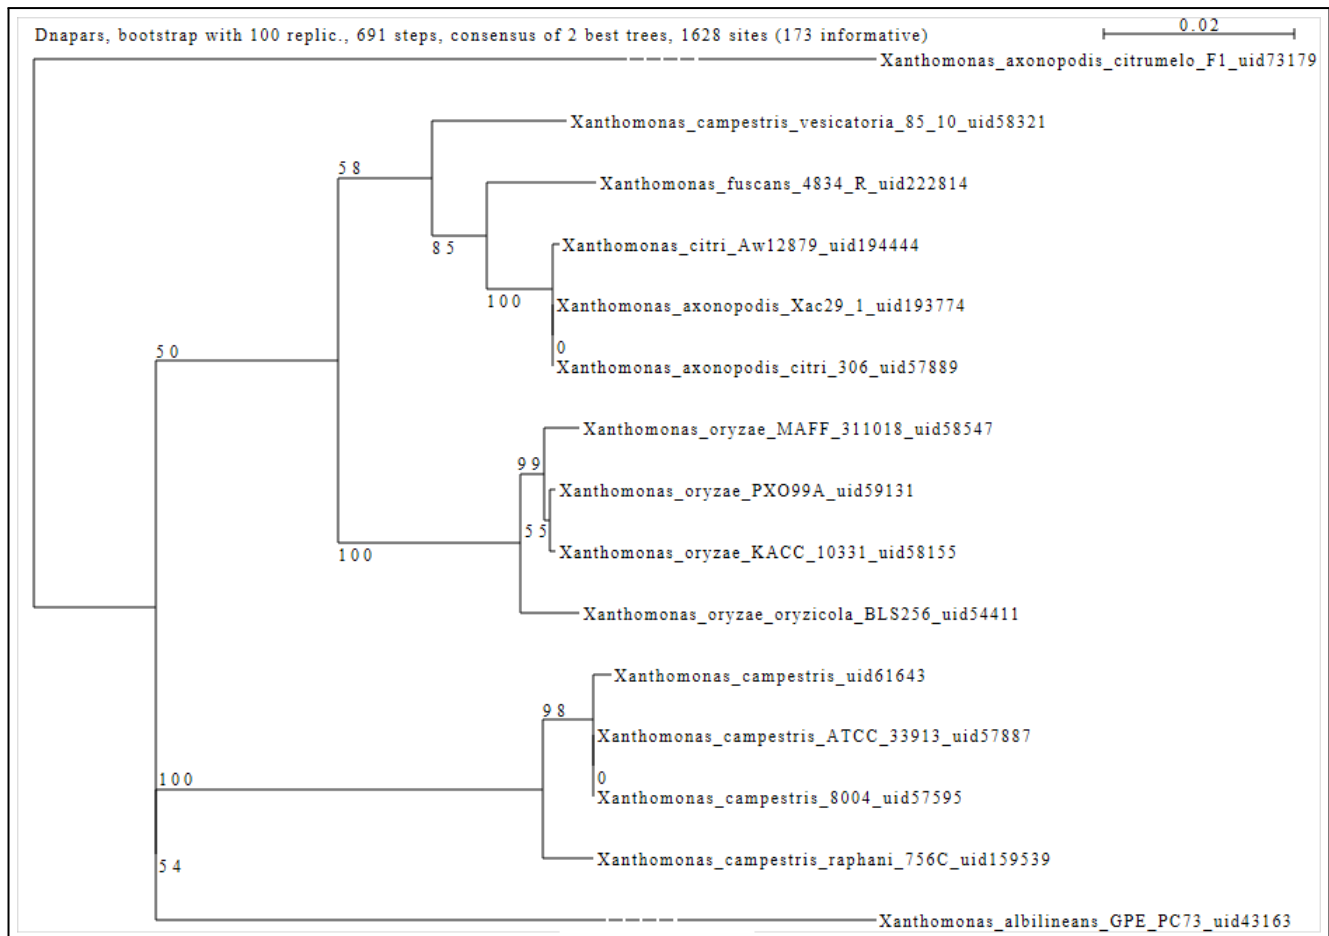 0.02
Dnapars, bootstrap with 100 replic., 691 steps, consensus of 2 best trees, 1628 sites (173 informative)
Xanthomonas_axonopodis_citrumelo_F1_uid73179
Xanthomonas_campestris_vesicatoria_85_10_uid58321
58
Xanthomonas_fuscans_4834_R_uid222814
85
Xanthomonas_citri_Aw12879_uid194444
100
Xanthomonas_axonopodis_Xac29_1_uid193774
50
0
Xanthomonas_axonopodis_citri_306_uid57889
Xanthomonas_oryzae_MAFF_311018_uid58547
99
Xanthomonas_oryzae_PXO99A_uid59131
55
100
Xanthomonas_oryzae_KACC_10331_uid58155
Xanthomonas_oryzae_oryzicola_BLS256_uid54411
Xanthomonas_campestris_uid61643
98
Xanthomonas_campestris_ATCC_33913_uid57887
100
0
Xanthomonas_campestris_8004_uid57595
Xanthomonas_campestris_raphani_756C_uid159539
54
Xanthomonas_albilineans_GPE_PC73_uid43163